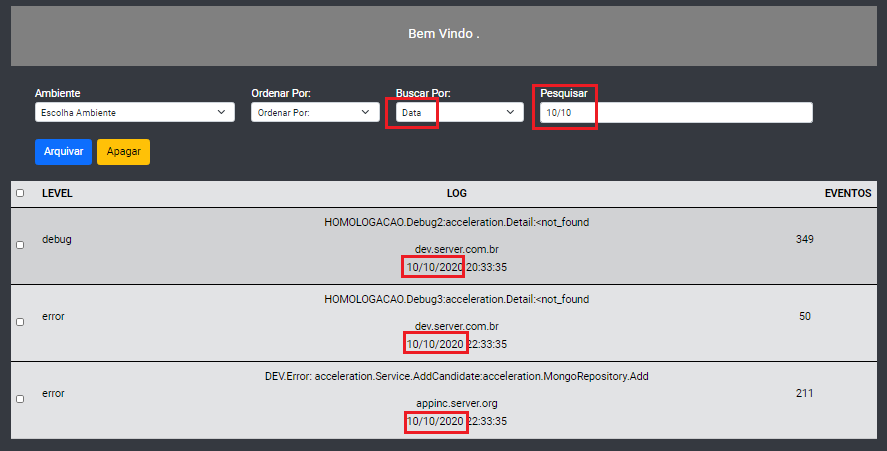 Bem Vindo .
Ambiente Ordenar Por: Buscar Por: Pesquisar
Escolha Ambiente Ordenar Por: Data 10/10
Arquivar Apagar
LEVEL LOG EVENTOS
HOMOLOGACAO.Debug2:acceleration.Detail:<not_found
debug 349
dev.server.com.br
10/10/2020 20:33:35
HOMOLOGACAO.Debug3:acceleration.Detail:<not_found
error 50
dev.server.com.br
10/10/2020 22:33:35
DEV.Error: acceleration.Service.AddCandidate:acceleration.MongoRepository.Add
error 211
appinc.server.org
10/10/2020 22:33:35